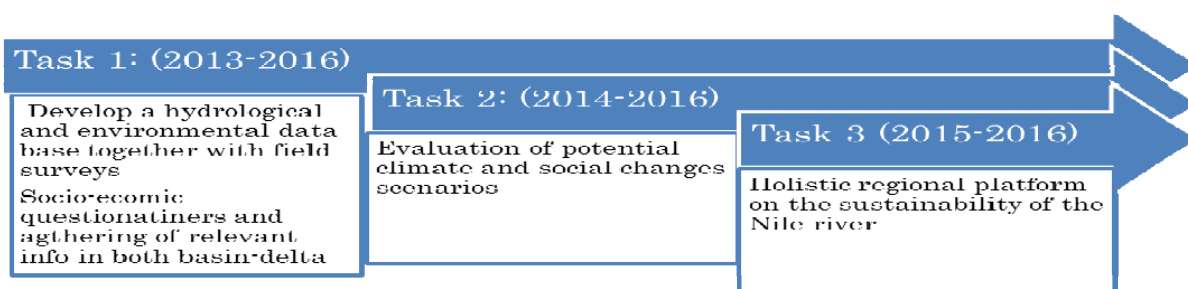 Task 1: (2013-2016)
Develop a hydrological
and environmental data
base together with field
surveys
Socio-ecomic
questionatiners and
agthering of relevant
info in both basin-delta
Task 2: (2014-2016)
Evaluation of potential
climate and social changes
scenarios
Task 3 (2015-2016)
Holistic regional platform
on the sustainability of the
Nile river